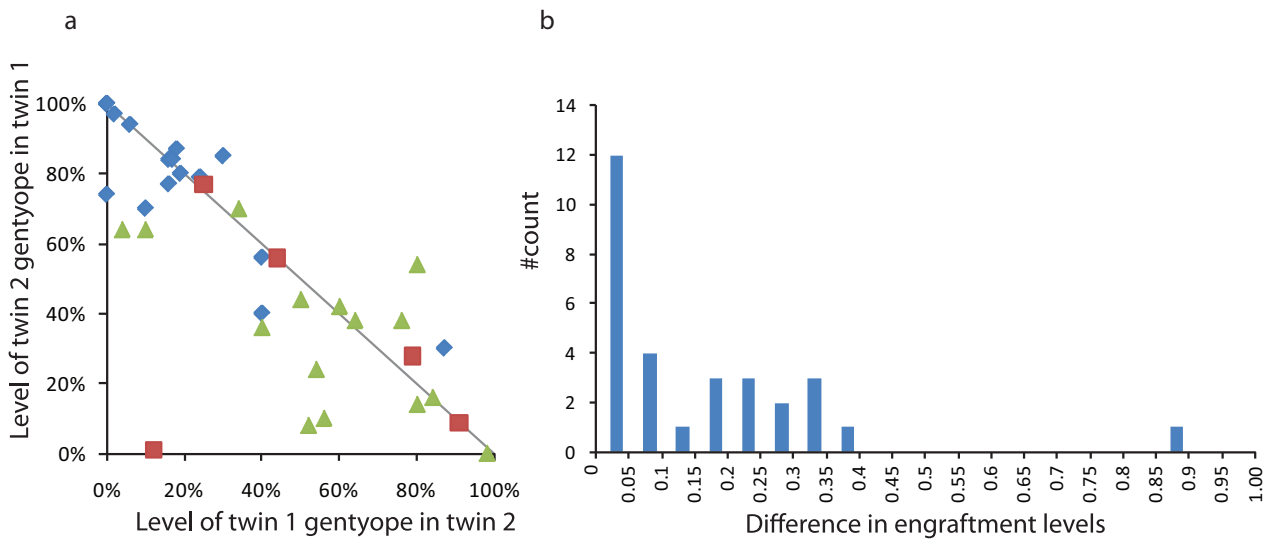 a
b
Level of twin 2 gentyope in twin 1
100%
80%
60%
40%
20%
0%
0% 20% 40% 60% 80% 100%
Level of twin 1 gentyope in twin 2
#count
14
12
10
8
6
4
2
0
0 0.05 0.1 0.15 0.2 0.25 0.3 0.35 0.4 0.45 0.5 0.55 0.6 0.65 0.7 0.75 0.8 0.85 0.9 0.95 1.00
Difference in engraftment levels